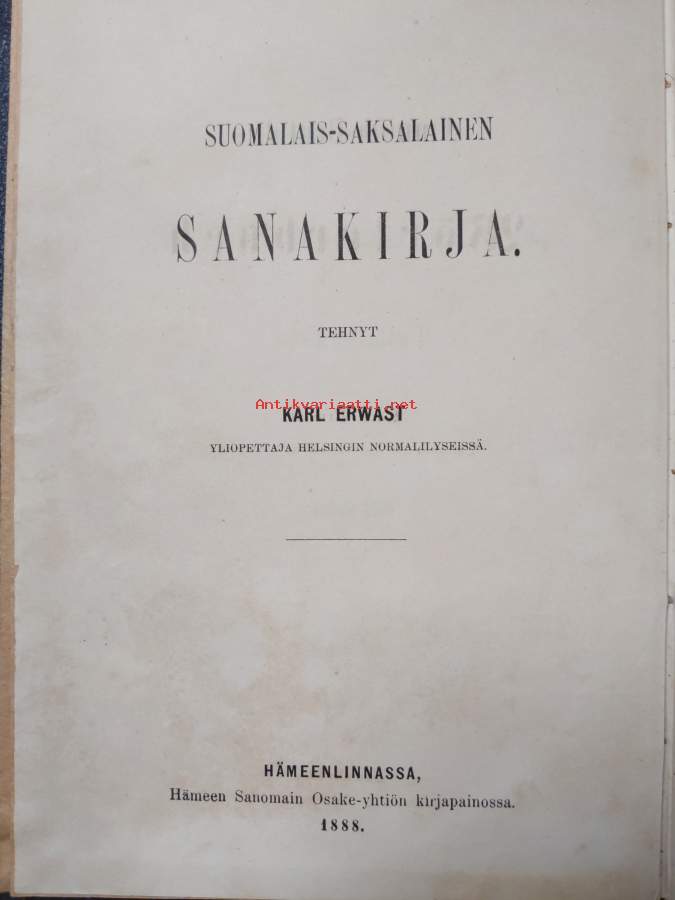 SUOMALAIS-SAKSALAINEN
SANAKIRJA.
TEHNYT
Antikvariaatti.net
KARL ERWAST
YLIOPETTAJA HELSINGIN NORMALILYSEISSÄ.
HÄMEENLINNASSA,
Hämeen Sanomain Osake-yhtiön kirjapainossa.
1888.